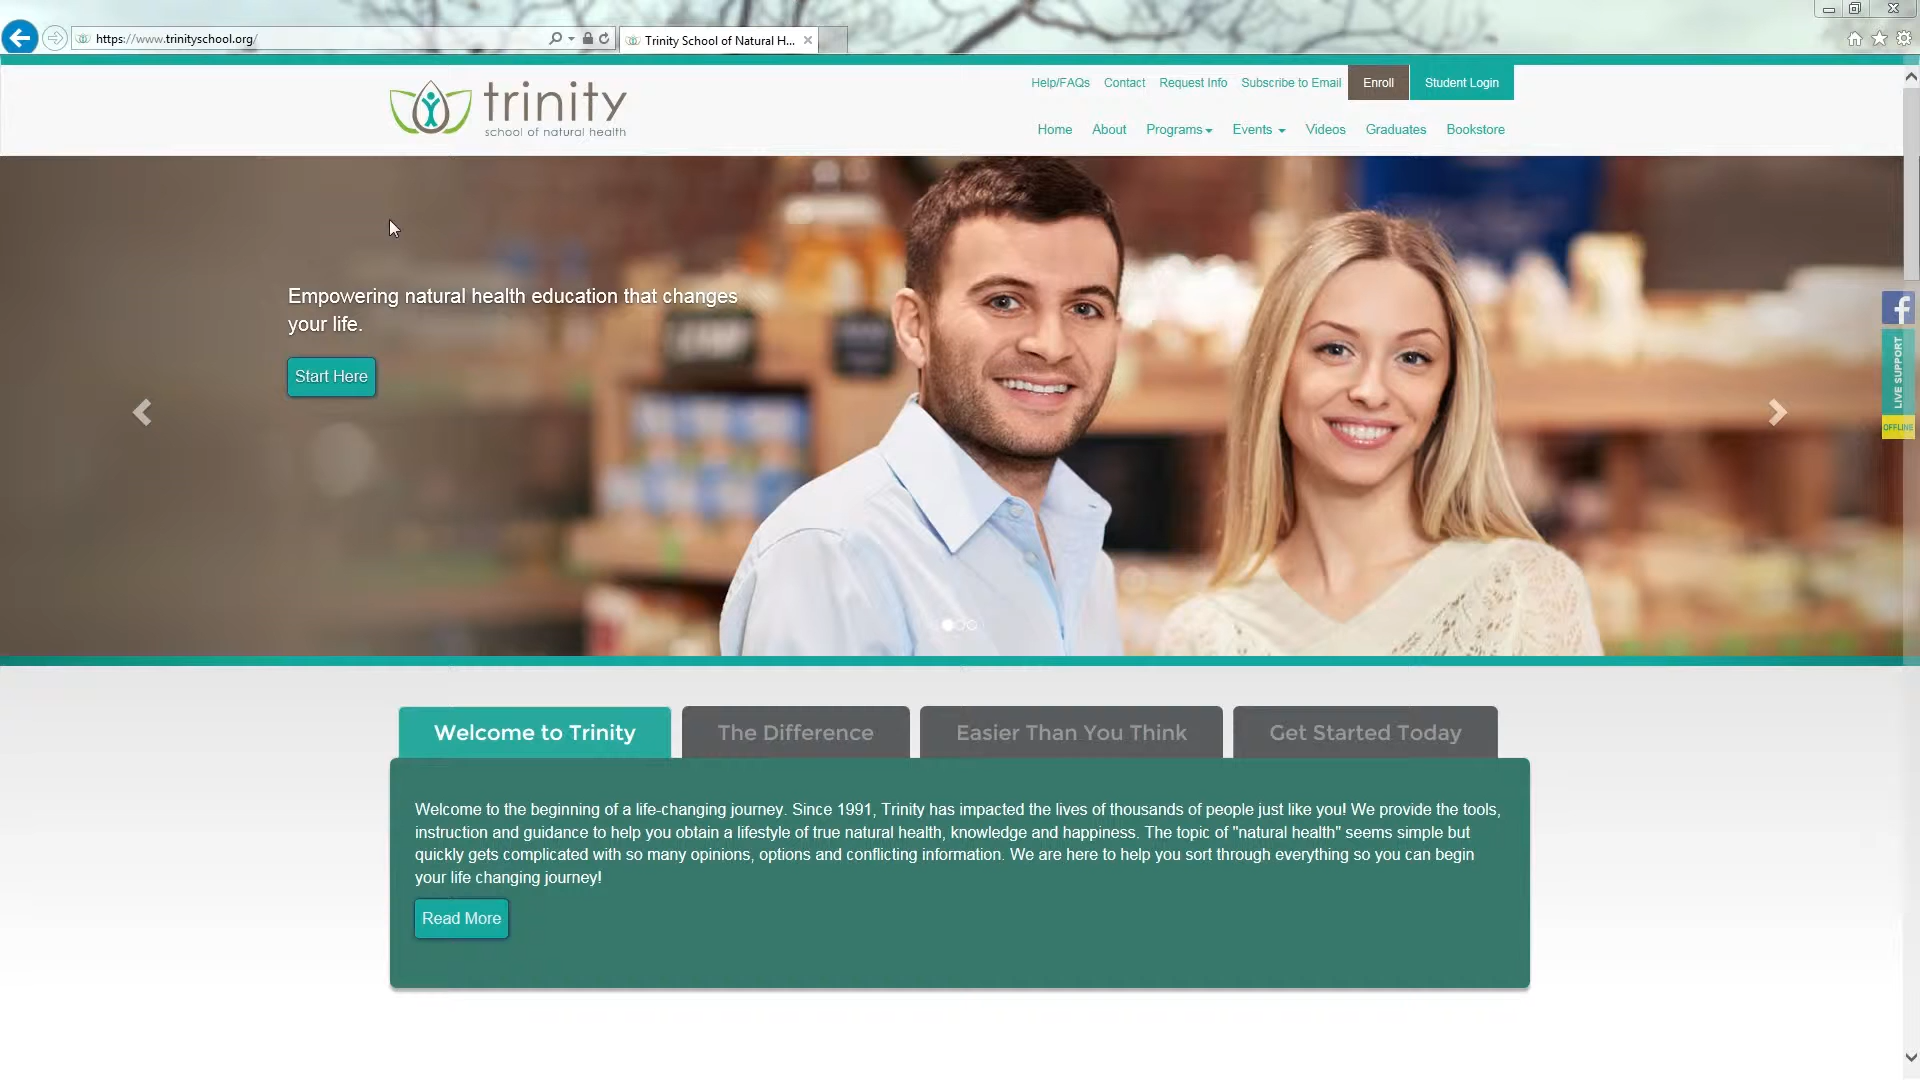 https://www.trinityschool.org/
Trinity School of Natural H...
trinity
school of natural health
Help/FAQs Contact Request Info Subscribe to Email Enroll Student Login
Home About Programs Events Videos Graduates Bookstore
Empowering natural health education that changes
your life.
Start Here
LIVE SUPPORT
OFFLINE
Welcome to Trinity
The Difference
Easier Than You Think
Get Started Today
Welcome to the beginning of a life-changing journey. Since 1991, Trinity has impacted the lives of thousands of people just like you! We provide the tools,
instruction and guidance to help you obtain a lifestyle of true natural health, knowledge and happiness. The topic of "natural health" seems simple but
quickly gets complicated with so many opinions, options and conflicting information. We are here to help you sort through everything so you can begin
your life changing journey!
Read More